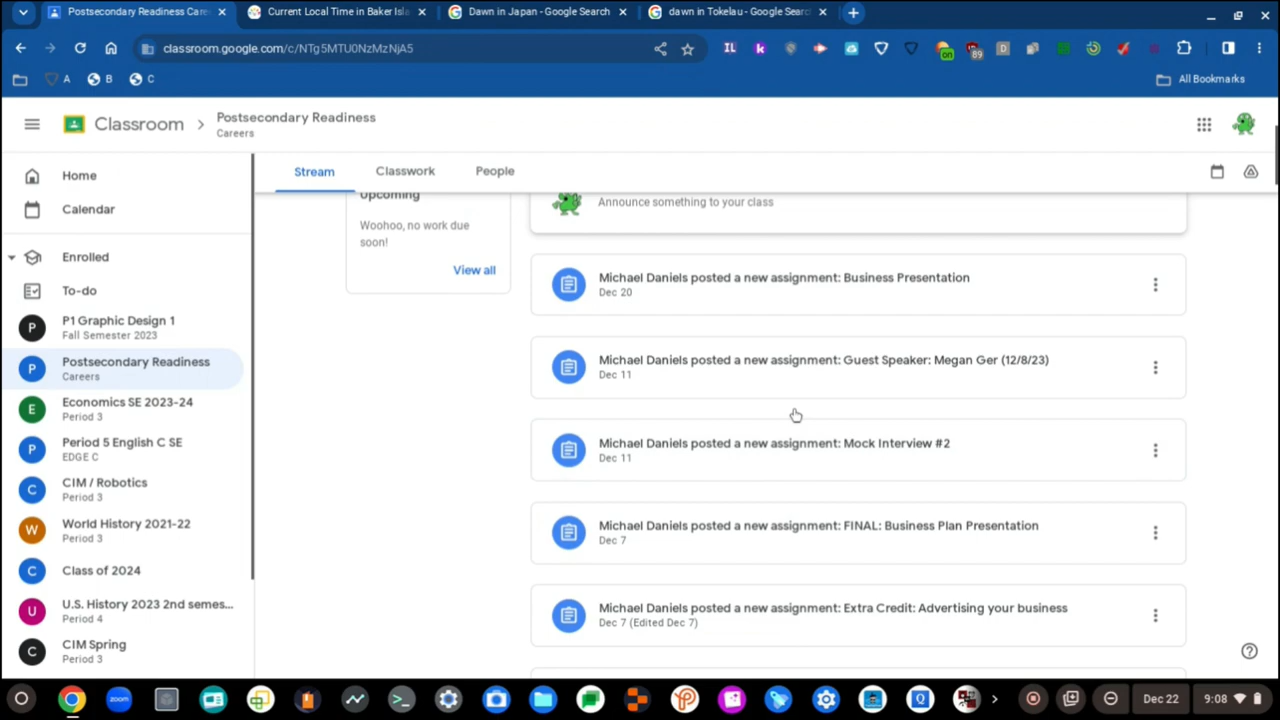 Postsecondary Readiness Care
Current Local Time in Baker Isla
Dawn in Japan - Google Search
dawn in Tokelau - Google Searc
classroom.google.com/c/NTg5MTU0NzMzNjA5
A
B
C
All Bookmarks
Classroom
Postsecondary Readiness
Careers
Home
Calendar
Enrolled
To-do
P
P1 Graphic Design 1
Fall Semester 2023
P
Postsecondary Readiness
Careers
E
Economics SE 2023-24
Period 3
P
Period 5 English C SE
EDGE C
C
CIM / Robotics
Period 3
W
World History 2021-22
Period 3
C
Class of 2024
U
U.S. History 2023 2nd semes...
Period 4
C
CIM Spring
Period 3
Stream
Classwork
People
Upcoming
Woohoo, no work due
soon!
View all
Announce something to your class
Michael Daniels posted a new assignment: Business Presentation
Dec 20
Michael Daniels posted a new assignment: Guest Speaker: Megan Ger (12/8/23)
Dec 11
Michael Daniels posted a new assignment: Mock Interview #2
Dec 11
Michael Daniels posted a new assignment: FINAL: Business Plan Presentation
Dec 7
Michael Daniels posted a new assignment: Extra Credit: Advertising your business
Dec 7 (Edited Dec 7)
zoom
Dec 22
9:08